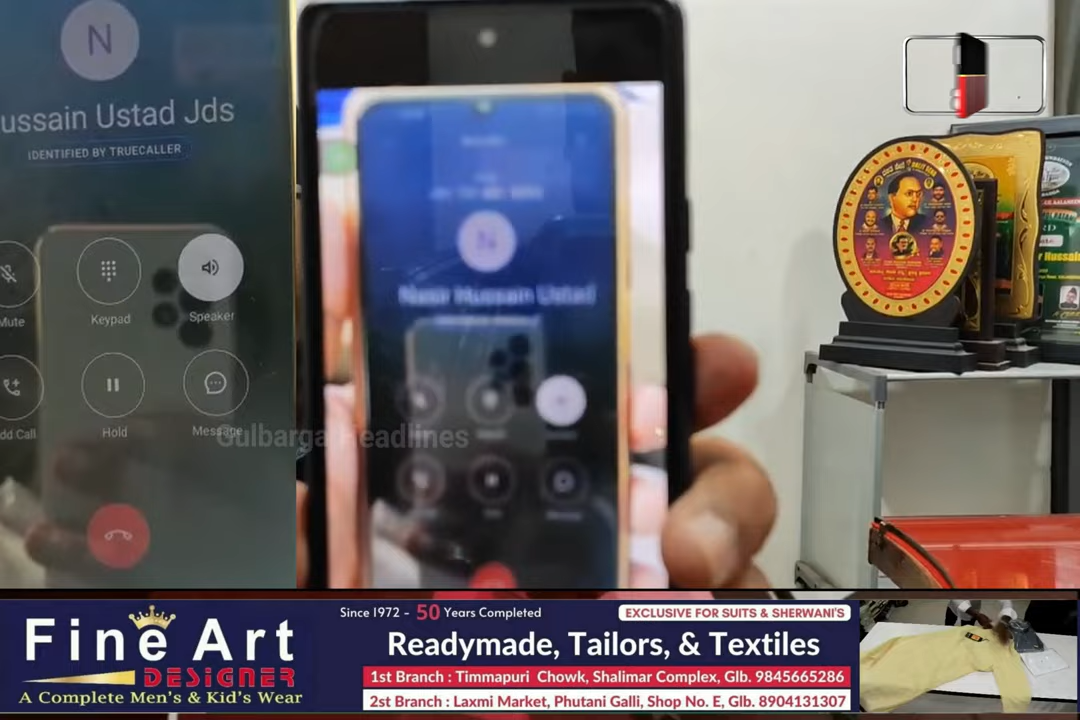 N
ussain Ustad Jds
IDENTIFIED BY TRUECALLER
Mute
Keypad
Speaker
dd Call
Hold
Message
Gulbarga Headlines
N
Nasir Hussain Ustad
r Hussain
Fine Art
DESIGNER
A Complete Men's & Kid's Wear
Since 1972 - 50 Years Completed
EXCLUSIVE FOR SUITS & SHERWANI'S
Readymade, Tailors, & Textiles
1st Branch : Timmapuri Chowk, Shalimar Complex, Glb. 9845665286
2st Branch : Laxmi Market, Phutani Galli, Shop No. E, Glb. 8904131307